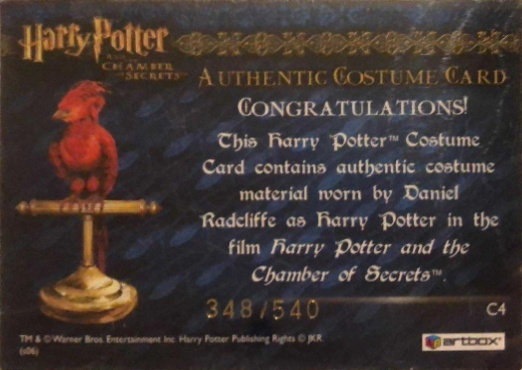 Harry Potter
AND THE
CHAMBER
OF SECRETS
AUTHENTIC COSTUME CARD
CONGRATULATIONS!
This Harry Potter™ Costume
Card contains authentic costume
material worn by Daniel
Radcliffe as Harry Potter in the
film Harry Potter and the
Chamber of Secrets™.
348/540
C4
TM & © Warner Bros. Entertainment Inc. Harry Potter Publishing Rights © JKR.
(s06)
artbox